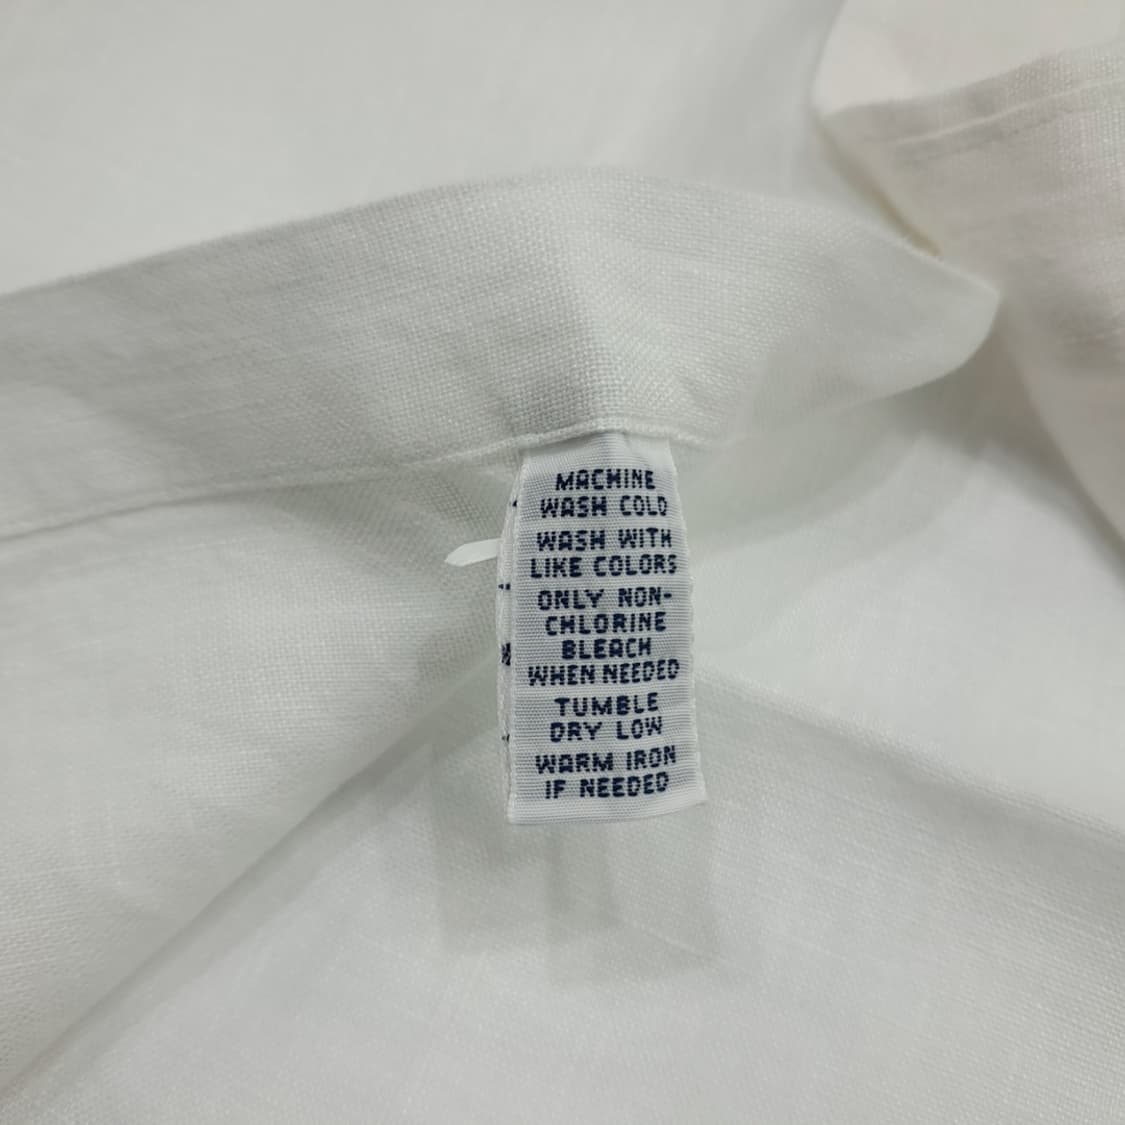 MACHINE
WASH COLD
WASH WITH
LIKE COLORS
ONLY NON-
CHLORINE
BLEACH
WHEN NEEDED
TUMBLE
DRY LOW
WARM IRON
IF NEEDED